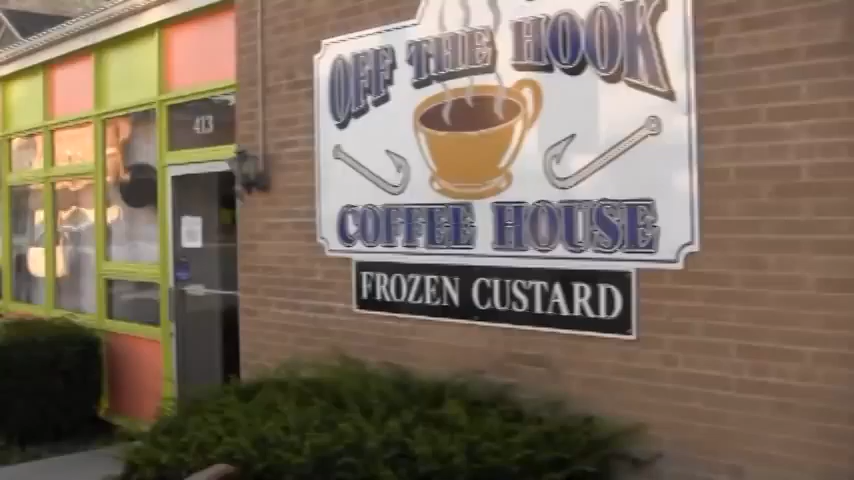 OFF THE HOOK
COFFEE HOUSE
FROZEN CUSTARD
413